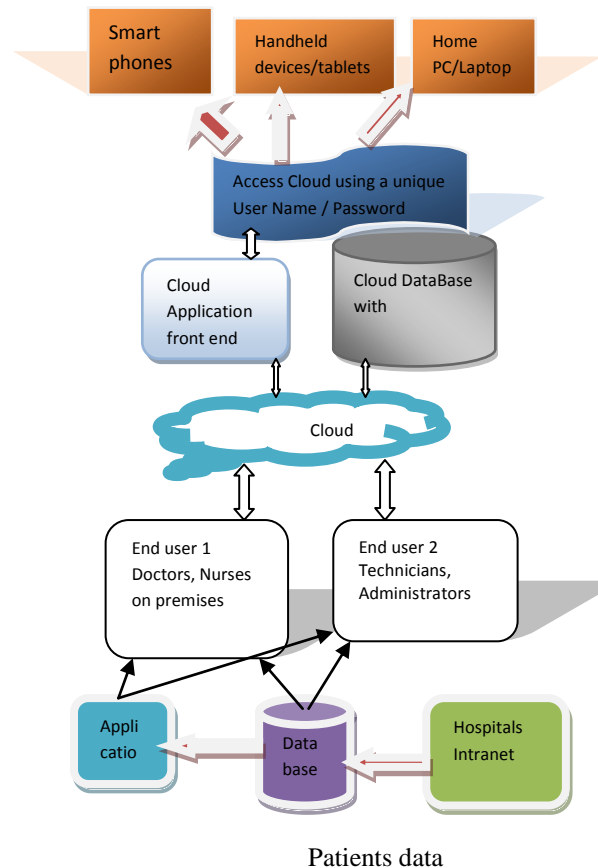 Smart
phones
Handheld
devices/tablets
Home
PC/Laptop
Access Cloud using a unique
User Name / Password
Cloud
Application
front end
Cloud DataBase
with
Cloud
End user 1
Doctors, Nurses
on premises
End user 2
Technicians,
Administrators
Appli
catio
Data
base
Hospitals
Intranet
Patients data